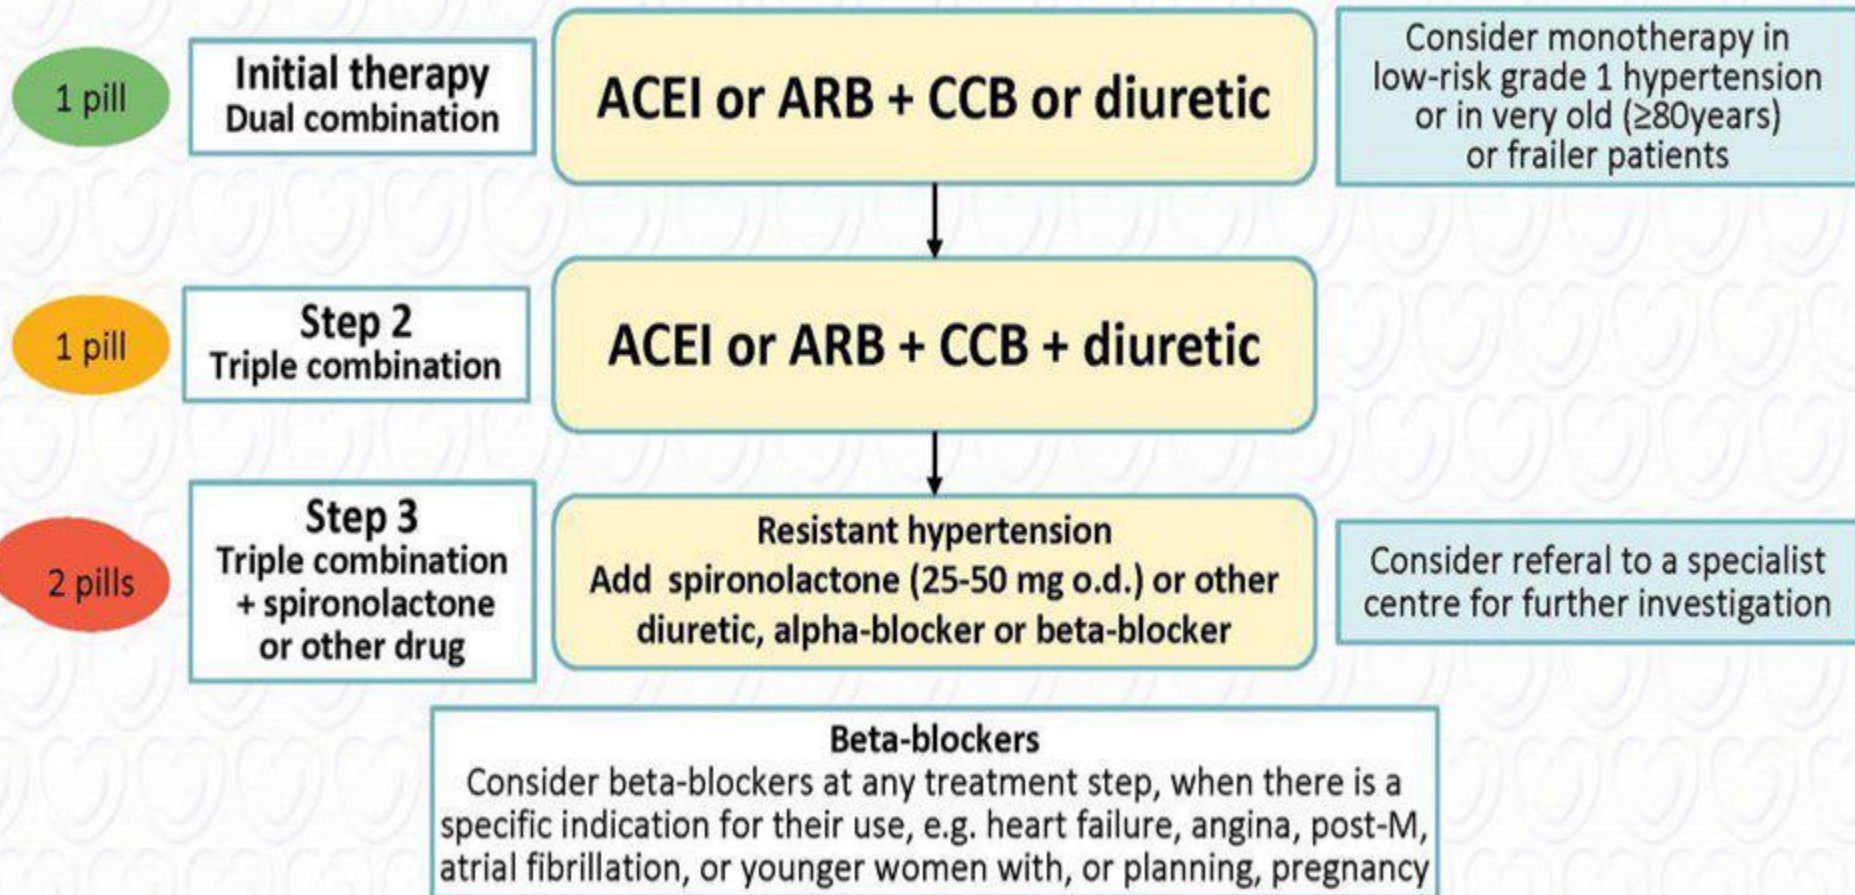 1 pill
Initial therapy
Dual combination
ACEI or ARB + CCB or diuretic
Consider monotherapy in
low-risk grade 1 hypertension
or in very old (≥80years)
or frailer patients
1 pill
Step 2
Triple combination
ACEI or ARB + CCB + diuretic
2 pills
Step 3
Triple combination
+ spironolactone
or other drug
Resistant hypertension
Add spironolactone (25-50 mg o.d.) or other
diuretic, alpha-blocker or beta-blocker
Consider referal to a specialist
centre for further investigation
Beta-blockers
Consider beta-blockers at any treatment step, when there is a
specific indication for their use, e.g. heart failure, angina, post-M,
atrial fibrillation, or younger women with, or planning, pregnancy